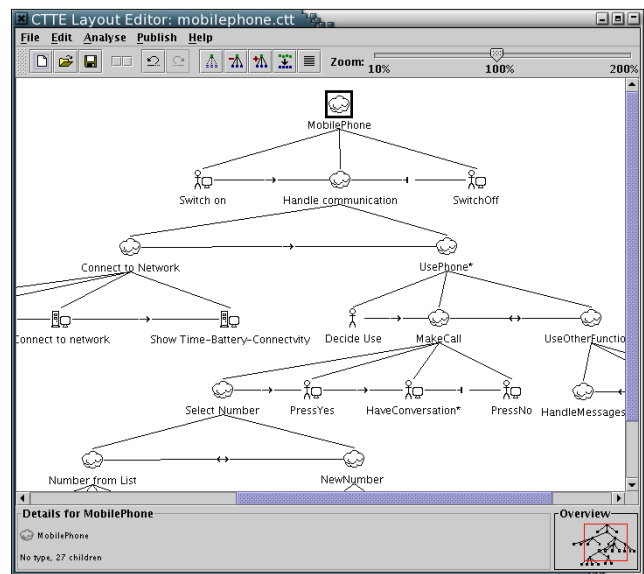 CTTE Layout Editor: mobilephone.ctt
File Edit Analyse Publish Help
Zoom:
10% 100% 200%
MobilePhone
Switch on Handle communication SwitchOff
Connect to Network UsePhone*
Connect to network Show Time-Battery-Connectvity Decide Use MakeCall UseOtherFunctio
Select Number PressYes HaveConversation* PressNo HandleMessages
Number from List NewNumber
Details for MobilePhone
Overview
MobilePhone
No type, 27 children